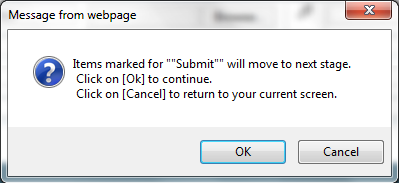 Message from webpage
Items marked for ""Submit"" will move to next stage.
Click on [Ok] to continue.
Click on [Cancel] to return to your current screen.
OK
Cancel